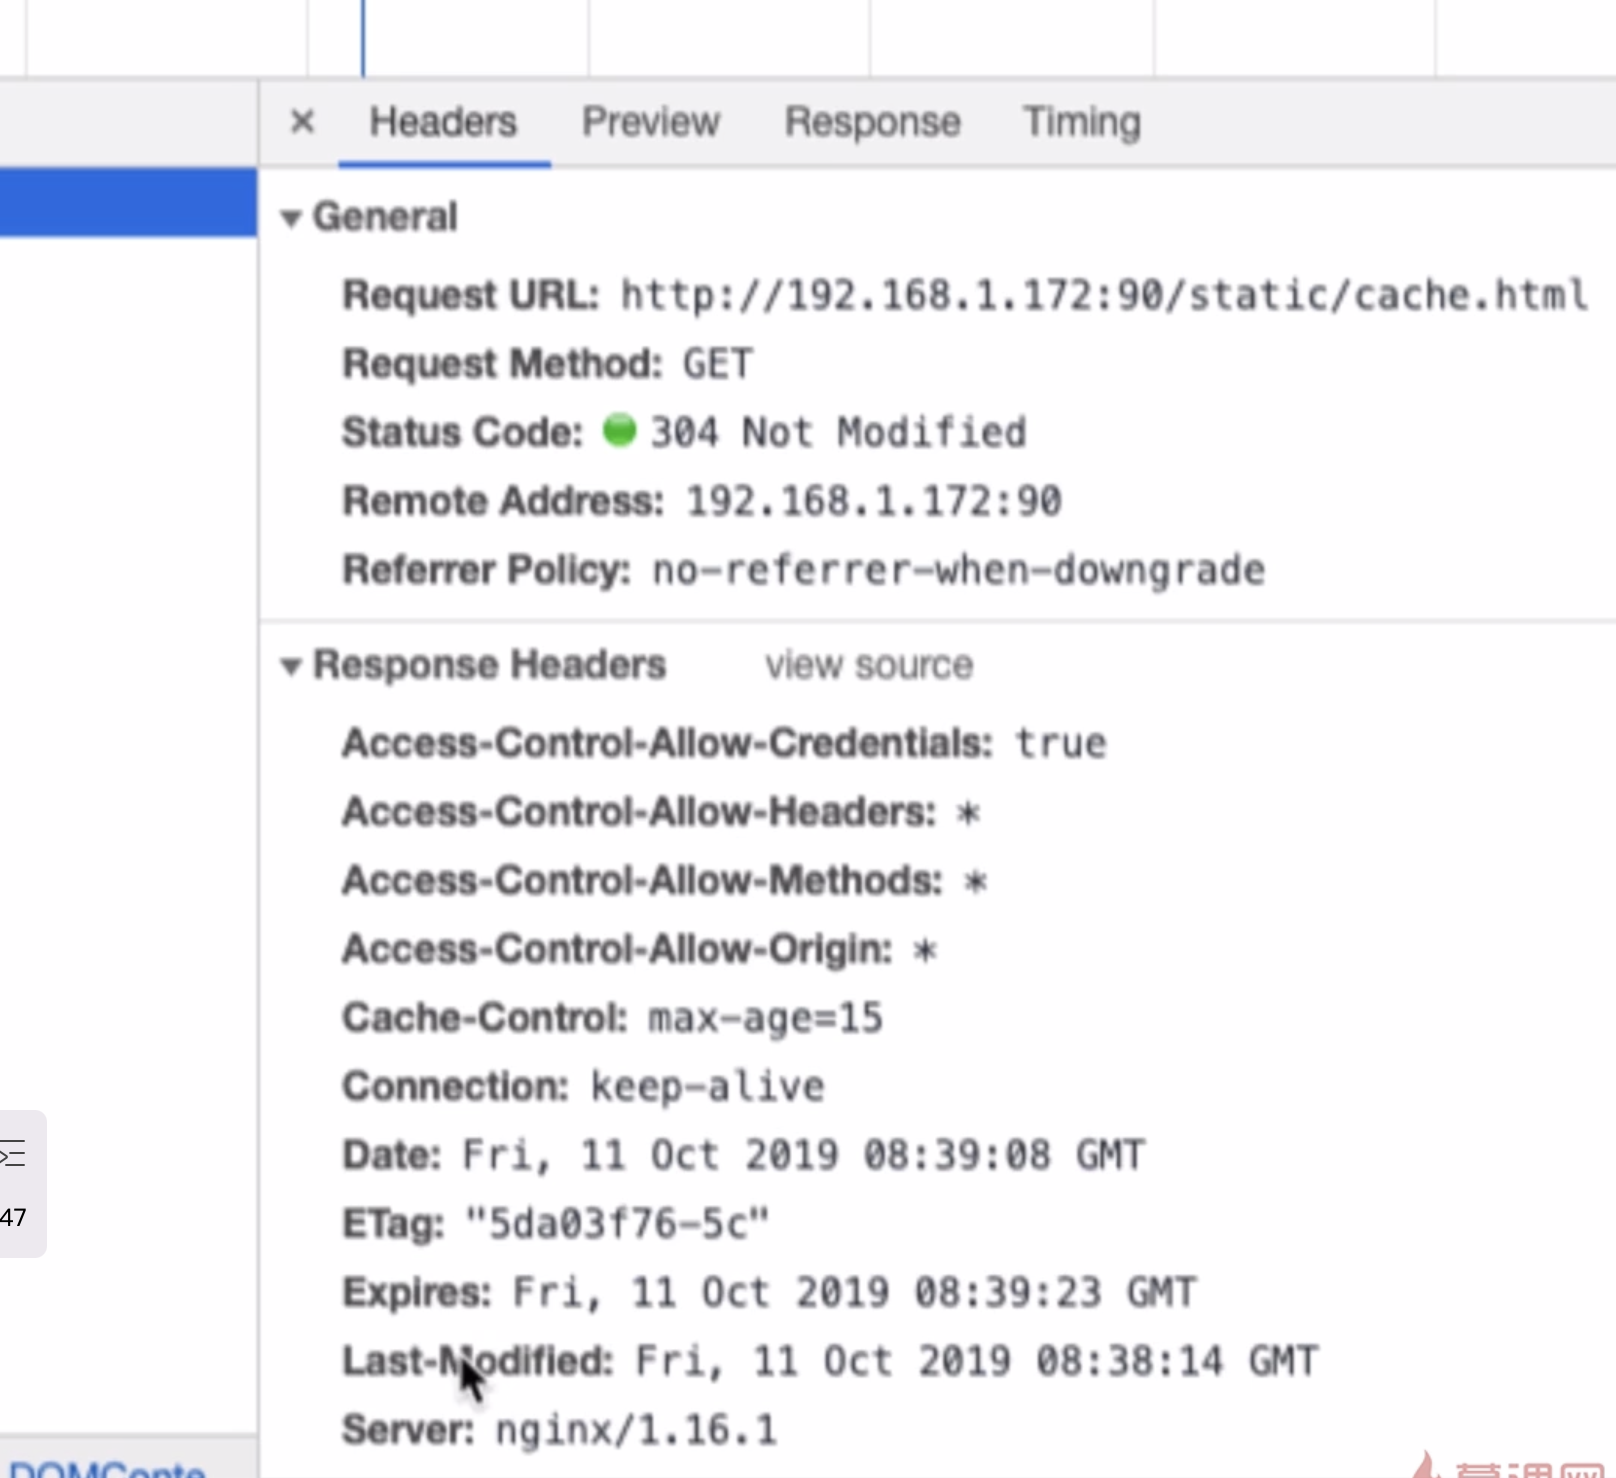 × Headers Preview Response Timing
General
Request URL: http://192.168.1.172:90/static/cache.html
Request Method: GET
Status Code: 304 Not Modified
Remote Address: 192.168.1.172:90
Referrer Policy: no-referrer-when-downgrade
Response Headers view source
Access-Control-Allow-Credentials: true
Access-Control-Allow-Headers: *
Access-Control-Allow-Methods: *
Access-Control-Allow-Origin: *
Cache-Control: max-age=15
Connection: keep-alive
Date: Fri, 11 Oct 2019 08:39:08 GMT
47
ETag: "5da03f76-5c"
Expires: Fri, 11 Oct 2019 08:39:23 GMT
Last-Modified: Fri, 11 Oct 2019 08:38:14 GMT
Server: nginx/1.16.1
DOMConte